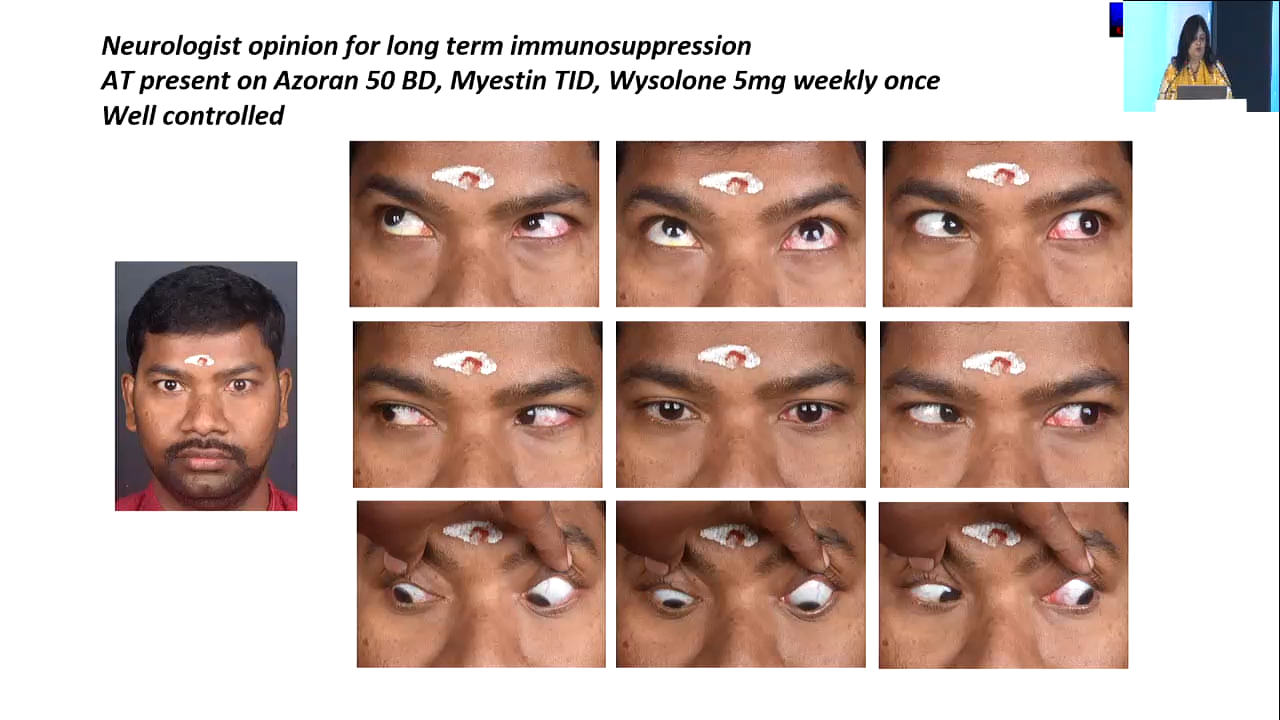 Neurologist opinion for long term immunosuppression
AT present on Azoran 50 BD, Myestin TID, Wysolone 5mg weekly once
Well controlled